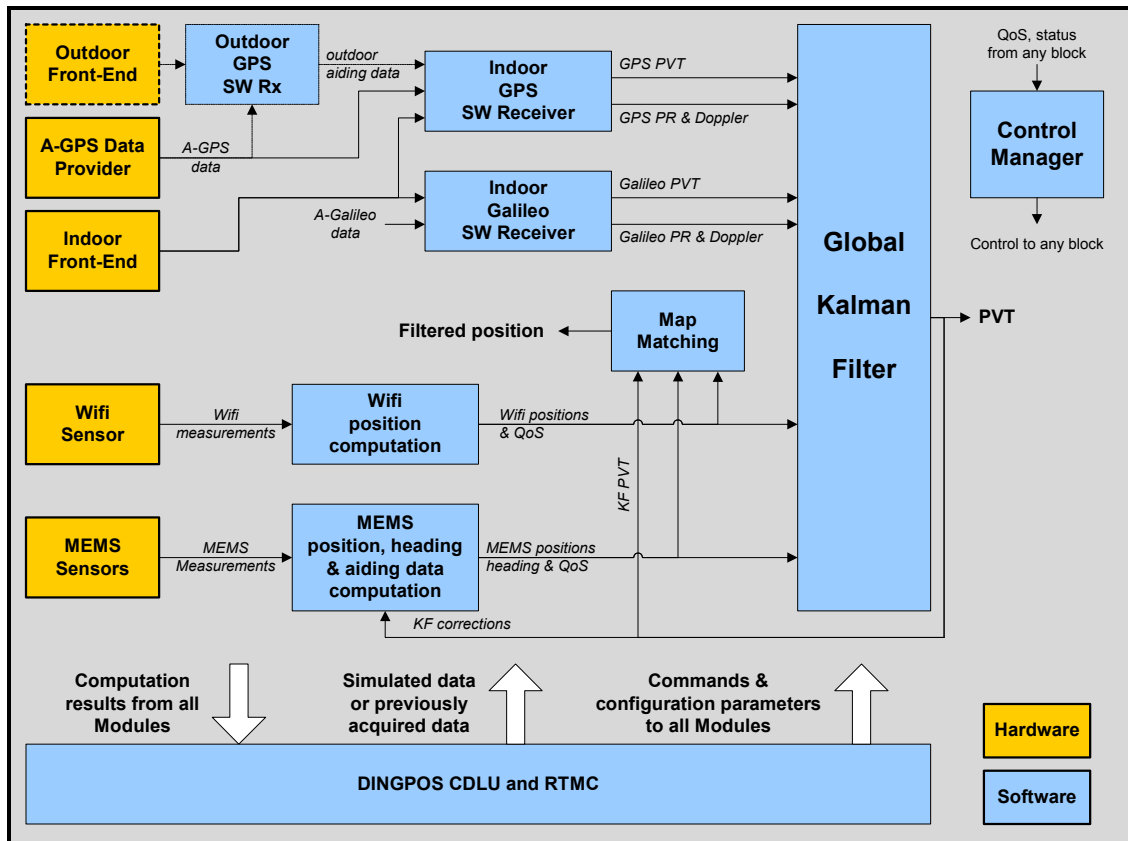 Outdoor
Front-End
Outdoor
GPS
SW Rx
outdoor
aiding data
Indoor
GPS
SW Receiver
GPS PVT
GPS PR & Doppler
QoS, status
from any block
Control
Manager
Control to any block
A-GPS Data
Provider
A-GPS
data
Indoor
Front-End
A-Galileo
data
Indoor
Galileo
SW Receiver
Galileo PVT
Galileo PR & Doppler
Global
Kalman
Filter
PVT
Filtered position
Map
Matching
Wifi
Sensor
Wifi
measurements
Wifi
position
computation
Wifi positions
& QoS
KF PVT
MEMS
Sensors
MEMS
Measurements
MEMS
position, heading
& aiding data
computation
MEMS positions
heading & QoS
KF corrections
Computation
results from all
Modules
Simulated data
or previously
acquired data
Commands &
configuration parameters
to all Modules
Hardware
Software
DINGPOS CDLU and RTMC